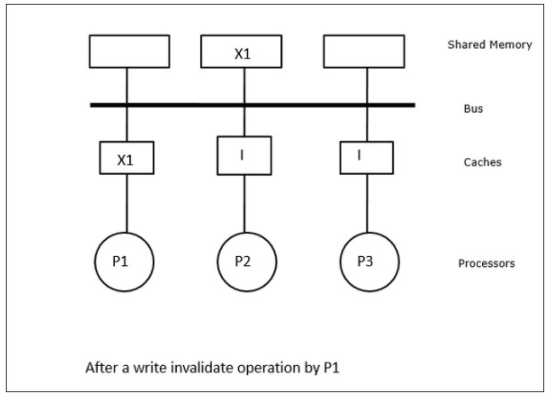 Shared Memory
X1
Bus
X1
I
I
Caches
P1
P2
P3
Processors
After a write invalidate operation by P1